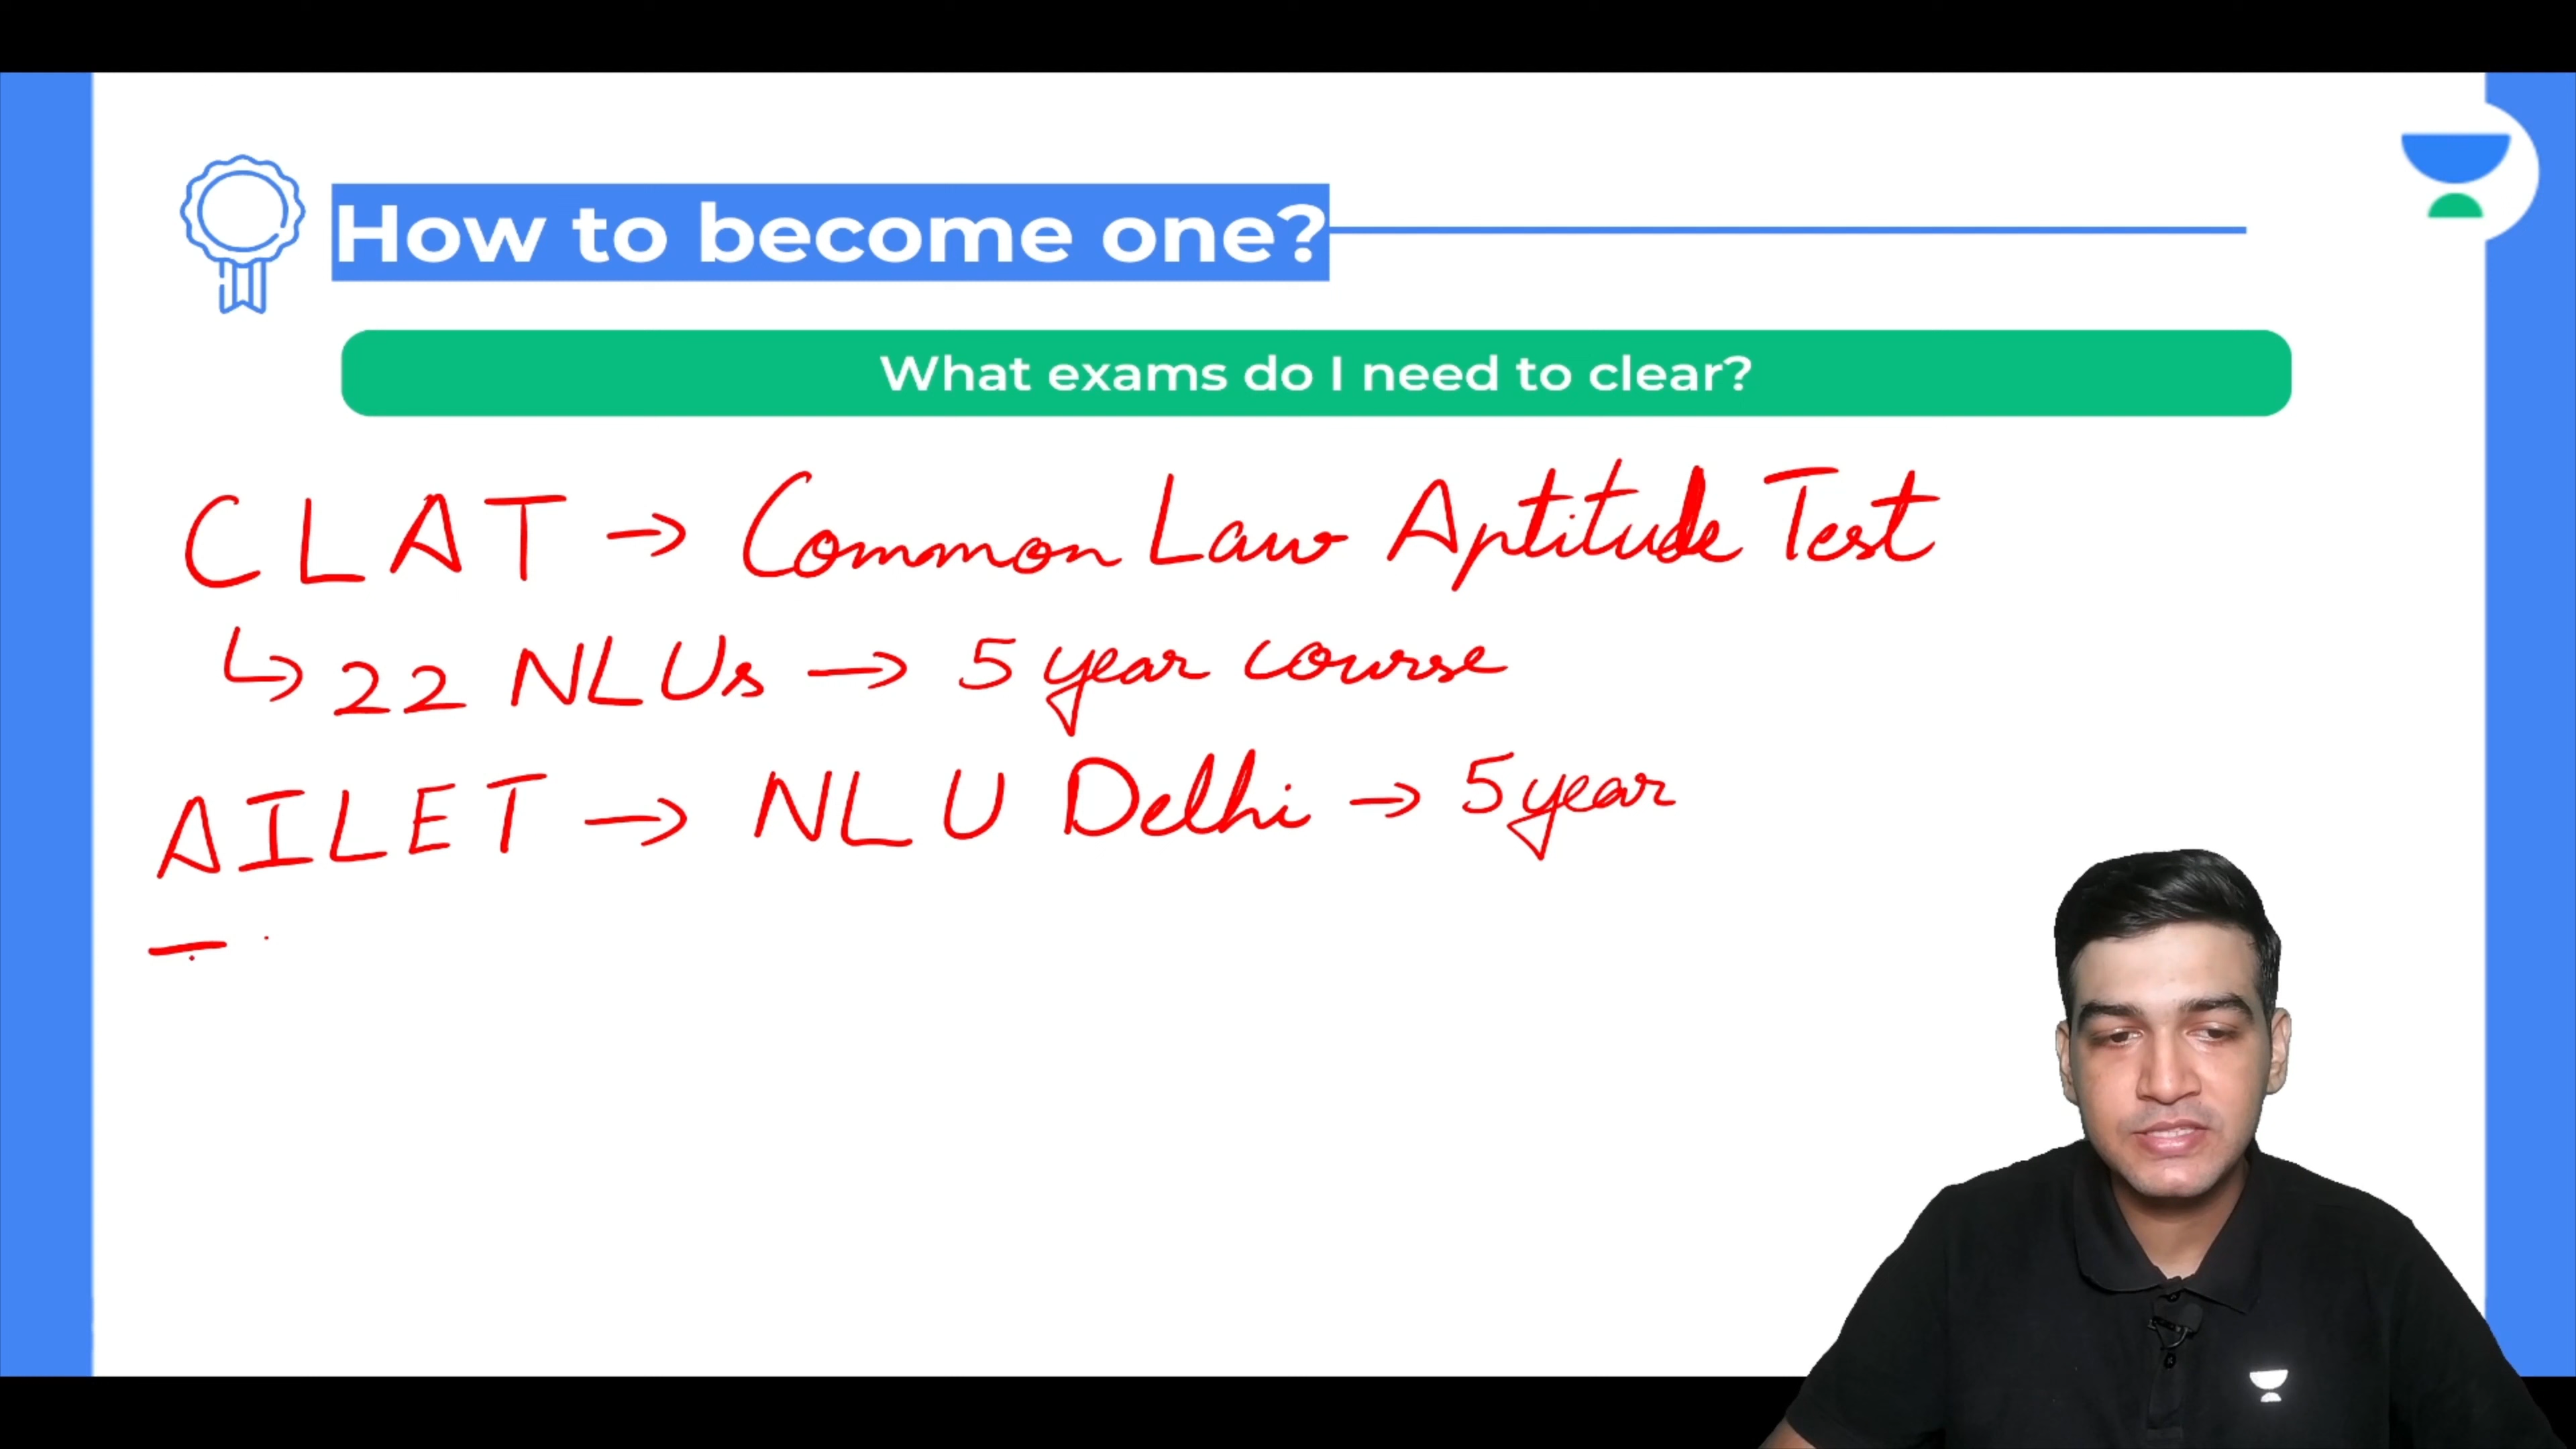 How to become one?
What exams do I need to clear?
CLAT → Common Law Aptitude Test
↳ 22 NLUs → 5 year course
AILET → NLU Delhi → 5 year